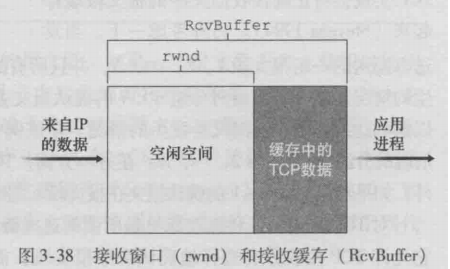 RcvBuffer
rwnd
来自IP
的数据
空闲空间
缓存中的
TCP数据
应用
进程
图 3-38 接收窗口（rwnd）和接收缓存（RcvBuffer）